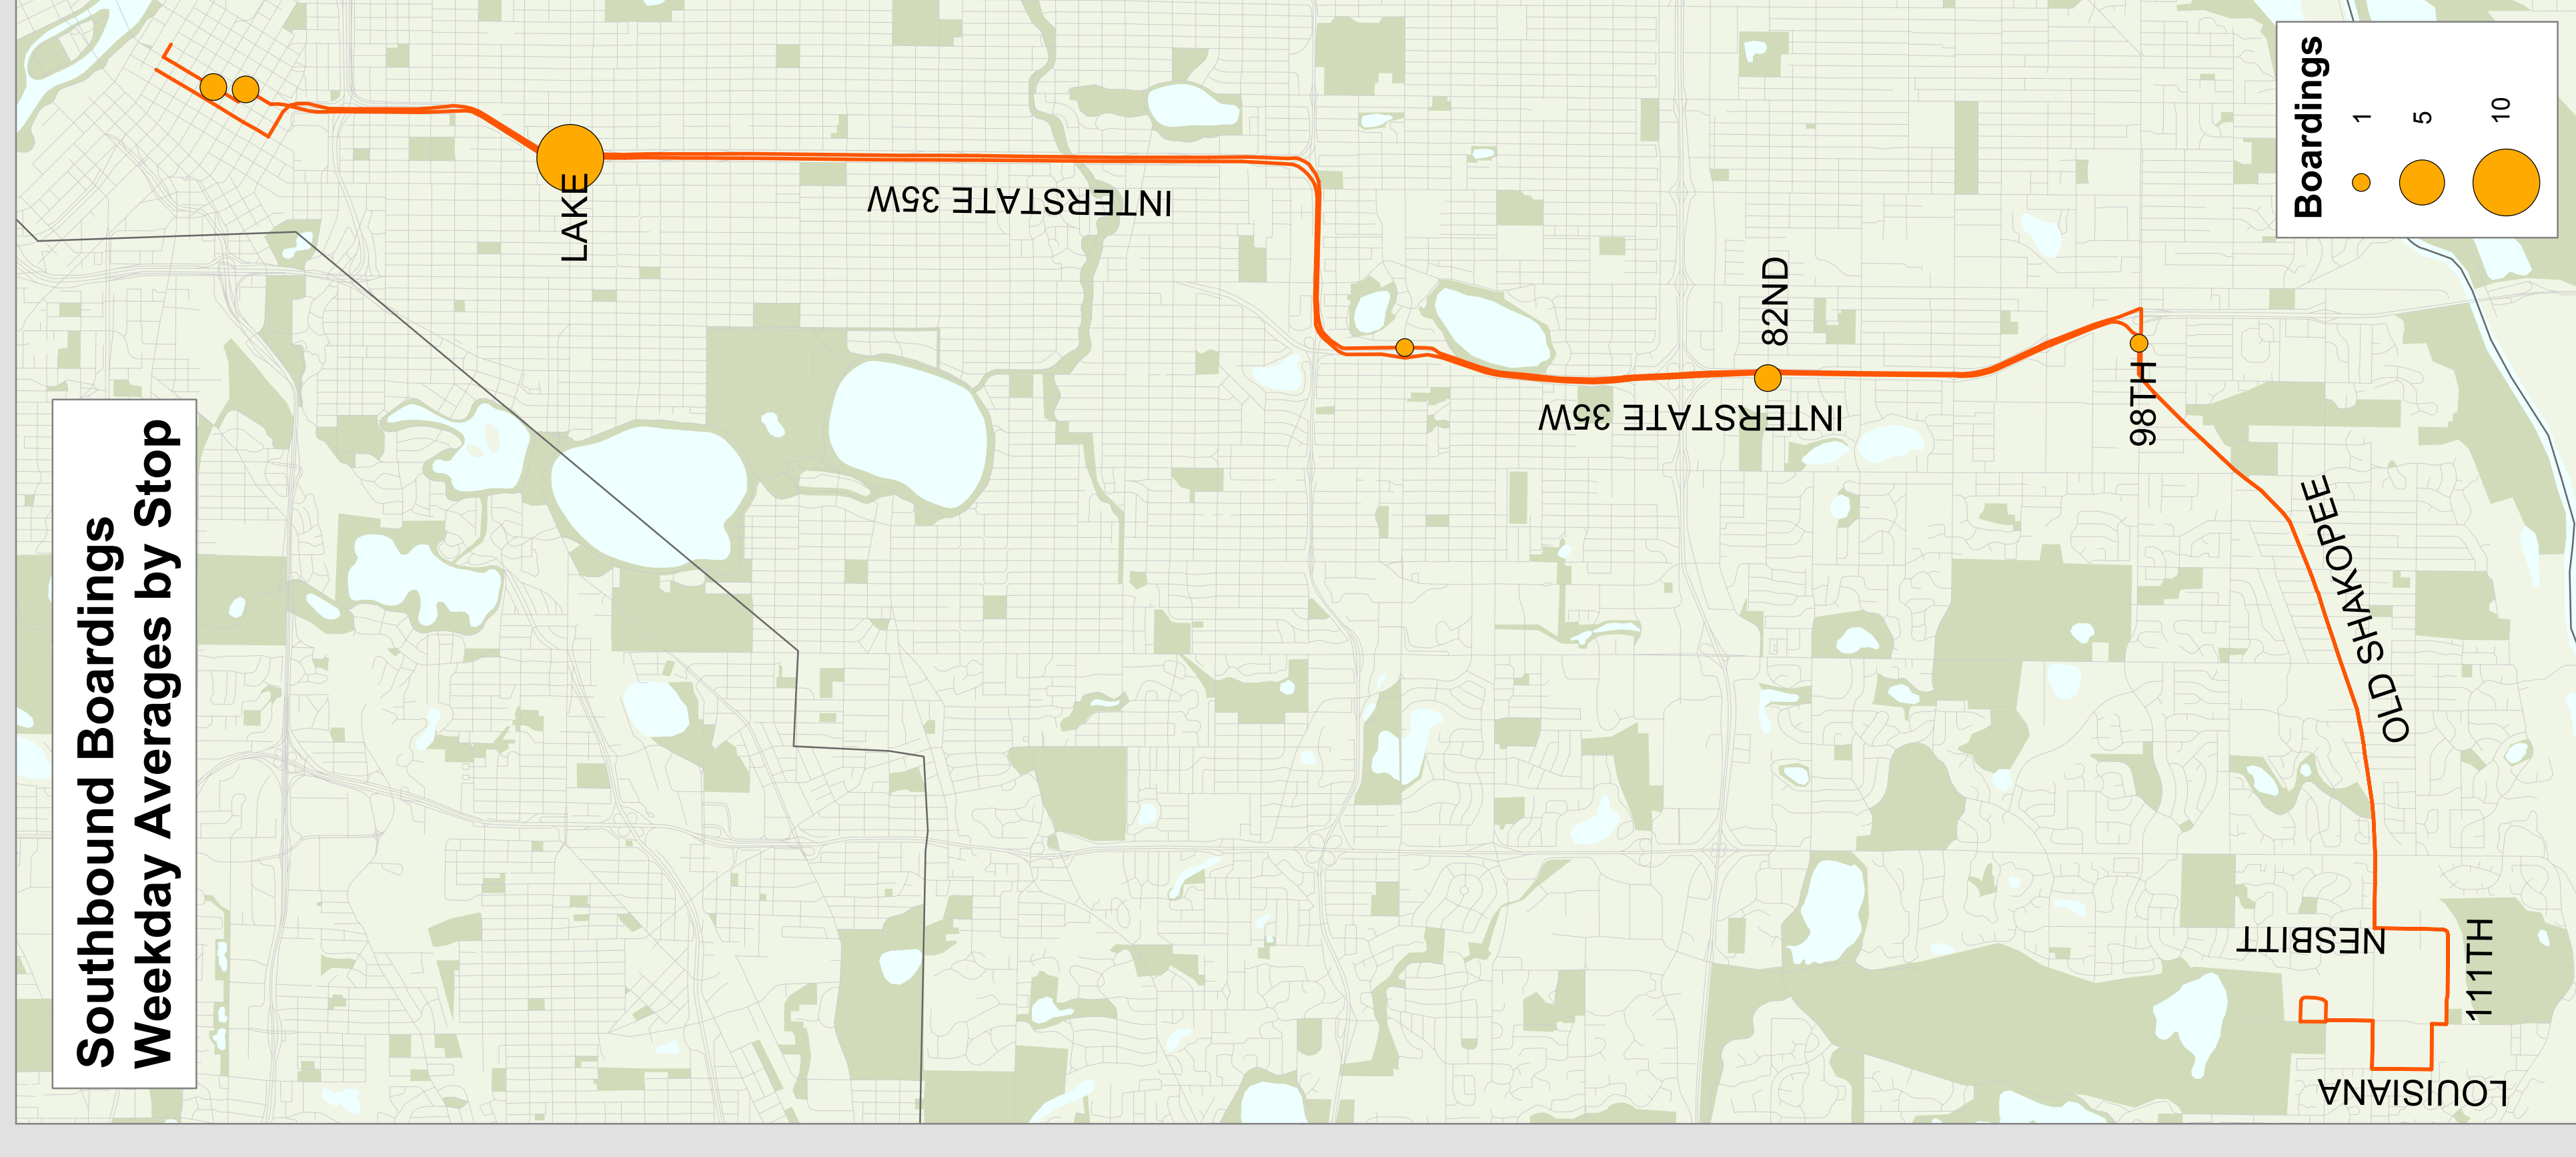 Southbound Boardings
Weekday Averages by Stop
LAKE
INTERSTATE 35W
INTERSTATE 35W
82ND
98TH
OLD SHAKOPEE
NESBITT
111TH
LOUISIANA
Boardings
1
5
10